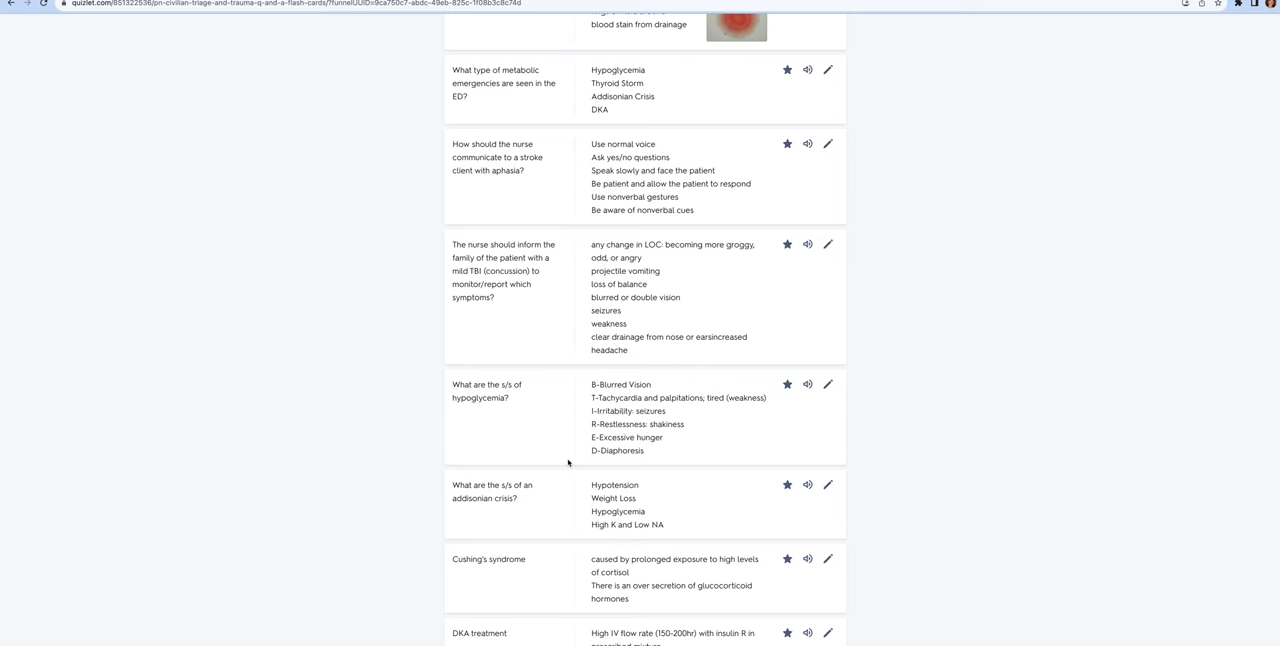 quizlet.com/851322536/pn-civilian-triage-and-trauma-q-and-a-flash-cards/?funnelUUID=9ca750c7-abdc-49eb-825c-1f08b3c8c74d
blood stain from drainage
What type of metabolic
emergencies are seen in the
ED?
Hypoglycemia
Thyroid Storm
Addisonian Crisis
DKA
How should the nurse
communicate to a stroke
client with aphasia?
Use normal voice
Ask yes/no questions
Speak slowly and face the patient
Be patient and allow the patient to respond
Use nonverbal gestures
Be aware of nonverbal cues
The nurse should inform the
family of the patient with a
mild TBI (concussion) to
monitor/report which
symptoms?
any change in LOC: becoming more groggy,
odd, or angry
projectile vomiting
loss of balance
blurred or double vision
seizures
weakness
clear drainage from nose or earsincreased
headache
What are the s/s of
hypoglycemia?
B-Blurred Vision
T-Tachycardia and palpitations; tired (weakness)
I-Irritability: seizures
R-Restlessness: shakiness
E-Excessive hunger
D-Diaphoresis
What are the s/s of an
addisonian crisis?
Hypotension
Weight Loss
Hypoglycemia
High K and Low NA
Cushing's syndrome
caused by prolonged exposure to high levels
of cortisol
There is an over secretion of glucocorticoid
hormones
DKA treatment
High IV flow rate (150-200hr) with insulin R in